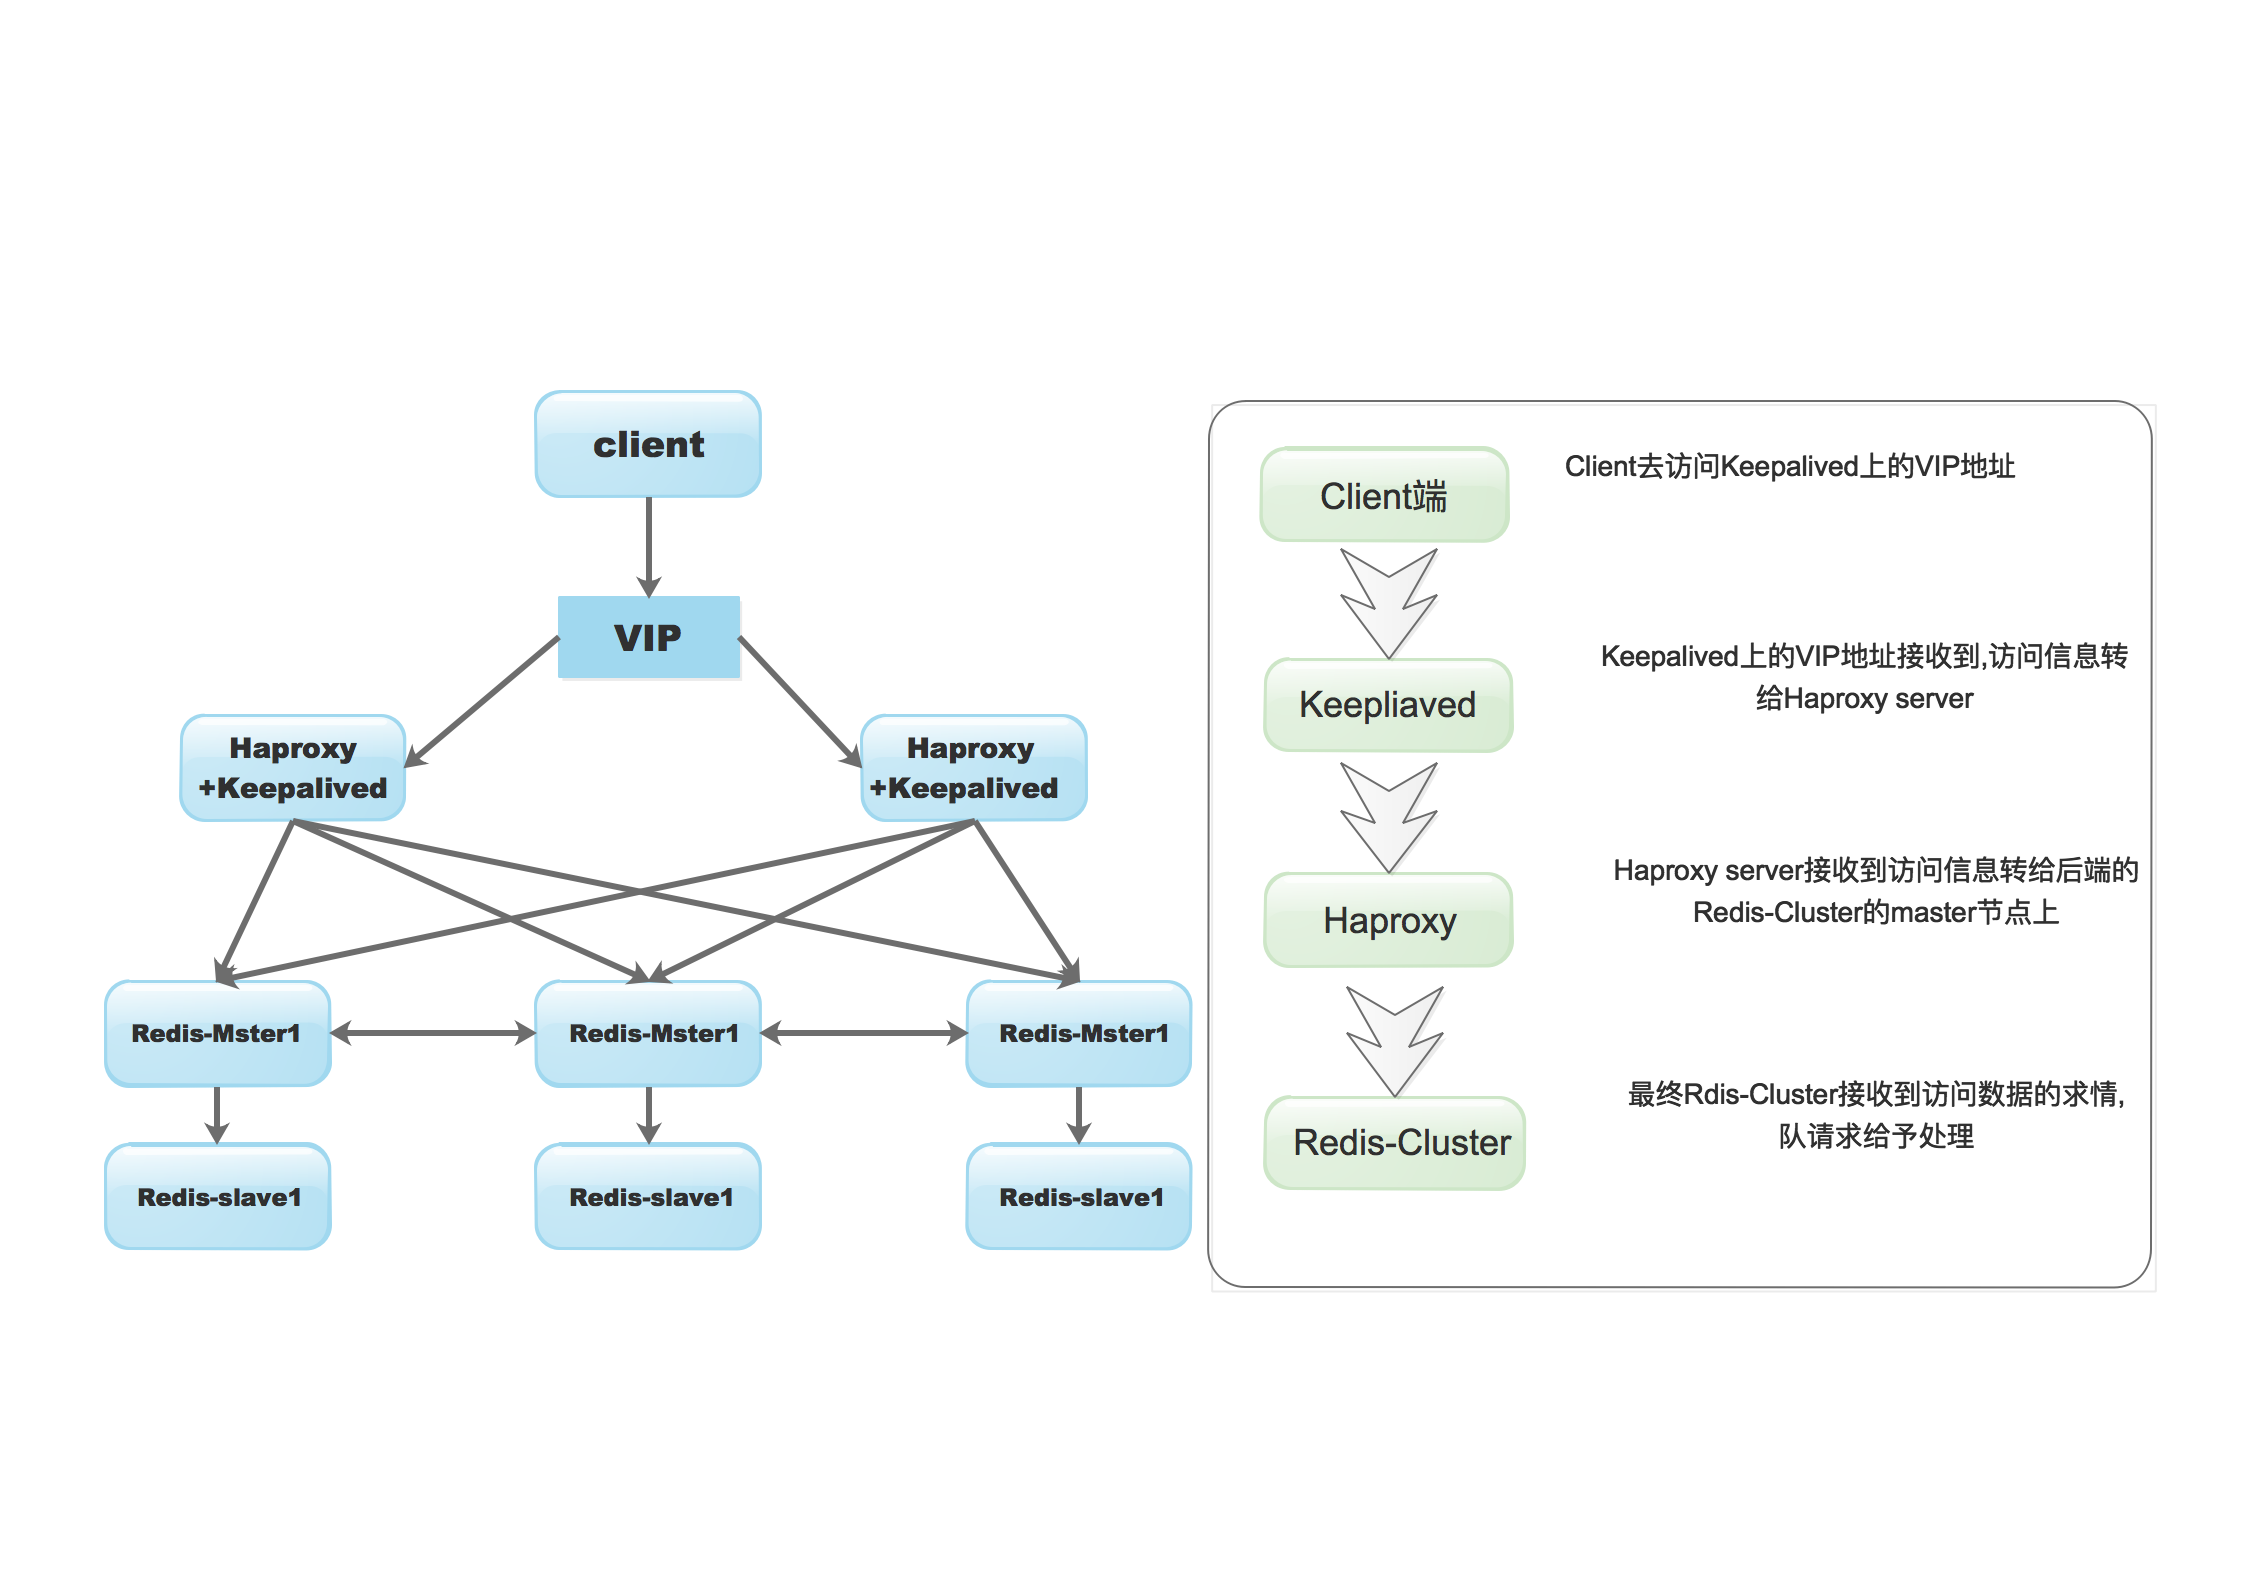 client
VIP
Haproxy
+Keepalived
Haproxy
+Keepalived
Redis-Mster1
Redis-Mster1
Redis-Mster1
Redis-slave1
Redis-slave1
Redis-slave1
Client端
Client去访问Keepalived上的VIP地址
Keepliaved
Keepalived上的VIP地址接收到,访问信息转
给Haproxy server
Haproxy
Haproxy server接收到访问信息转给后端的
Redis-Cluster的master节点上
Redis-Cluster
最终Rdis-Cluster接收到访问数据的求情,
队请求给予处理